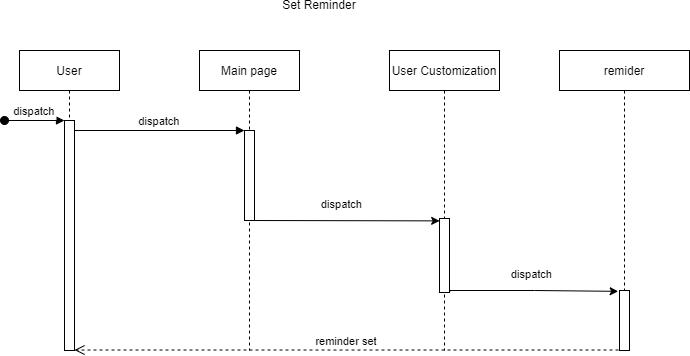 Set Reminder
User
Main page
User Customization
remider
dispatch
dispatch
dispatch
dispatch
reminder set